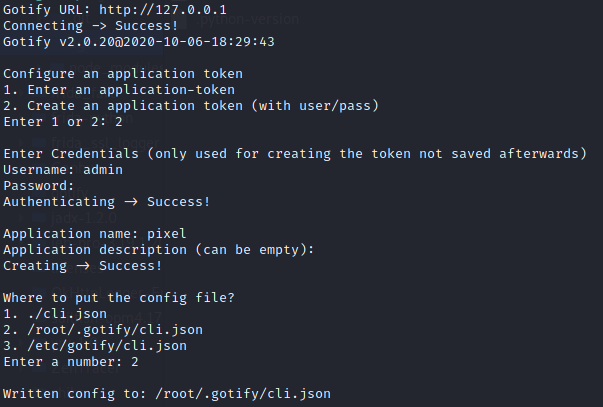 Gotify URL: http://127.0.0.1
Connecting -> Success!
Gotify v2.0.20@2020-10-06-18:29:43
Configure an application token
1. Enter an application-token
2. Create an application token (with user/pass)
Enter 1 or 2: 2
Enter Credentials (only used for creating the token not saved afterwards)
Username: admin
Password:
Authenticating -> Success!
Application name: pixel
Application description (can be empty):
Creating -> Success!
Where to put the config file?
1. ./cli.json
2. /root/.gotify/cli.json
3. /etc/gotify/cli.json
Enter a number: 2
Written config to: /root/.gotify/cli.json